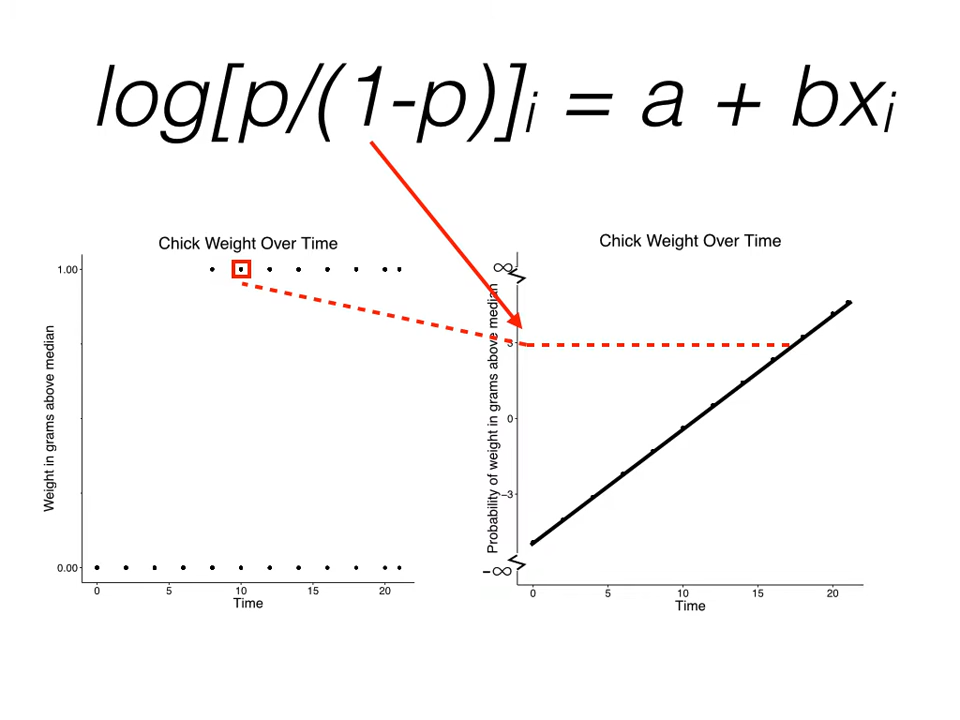 log[p/(1-p)]i = a + bxi
Chick Weight Over Time
1.00
0.00
Weight in grams above median
0 5 10 15 20
Time
Chick Weight Over Time
∞
3
0
−3
-∞
Probability of weight in grams above median
0 5 10 15 20
Time